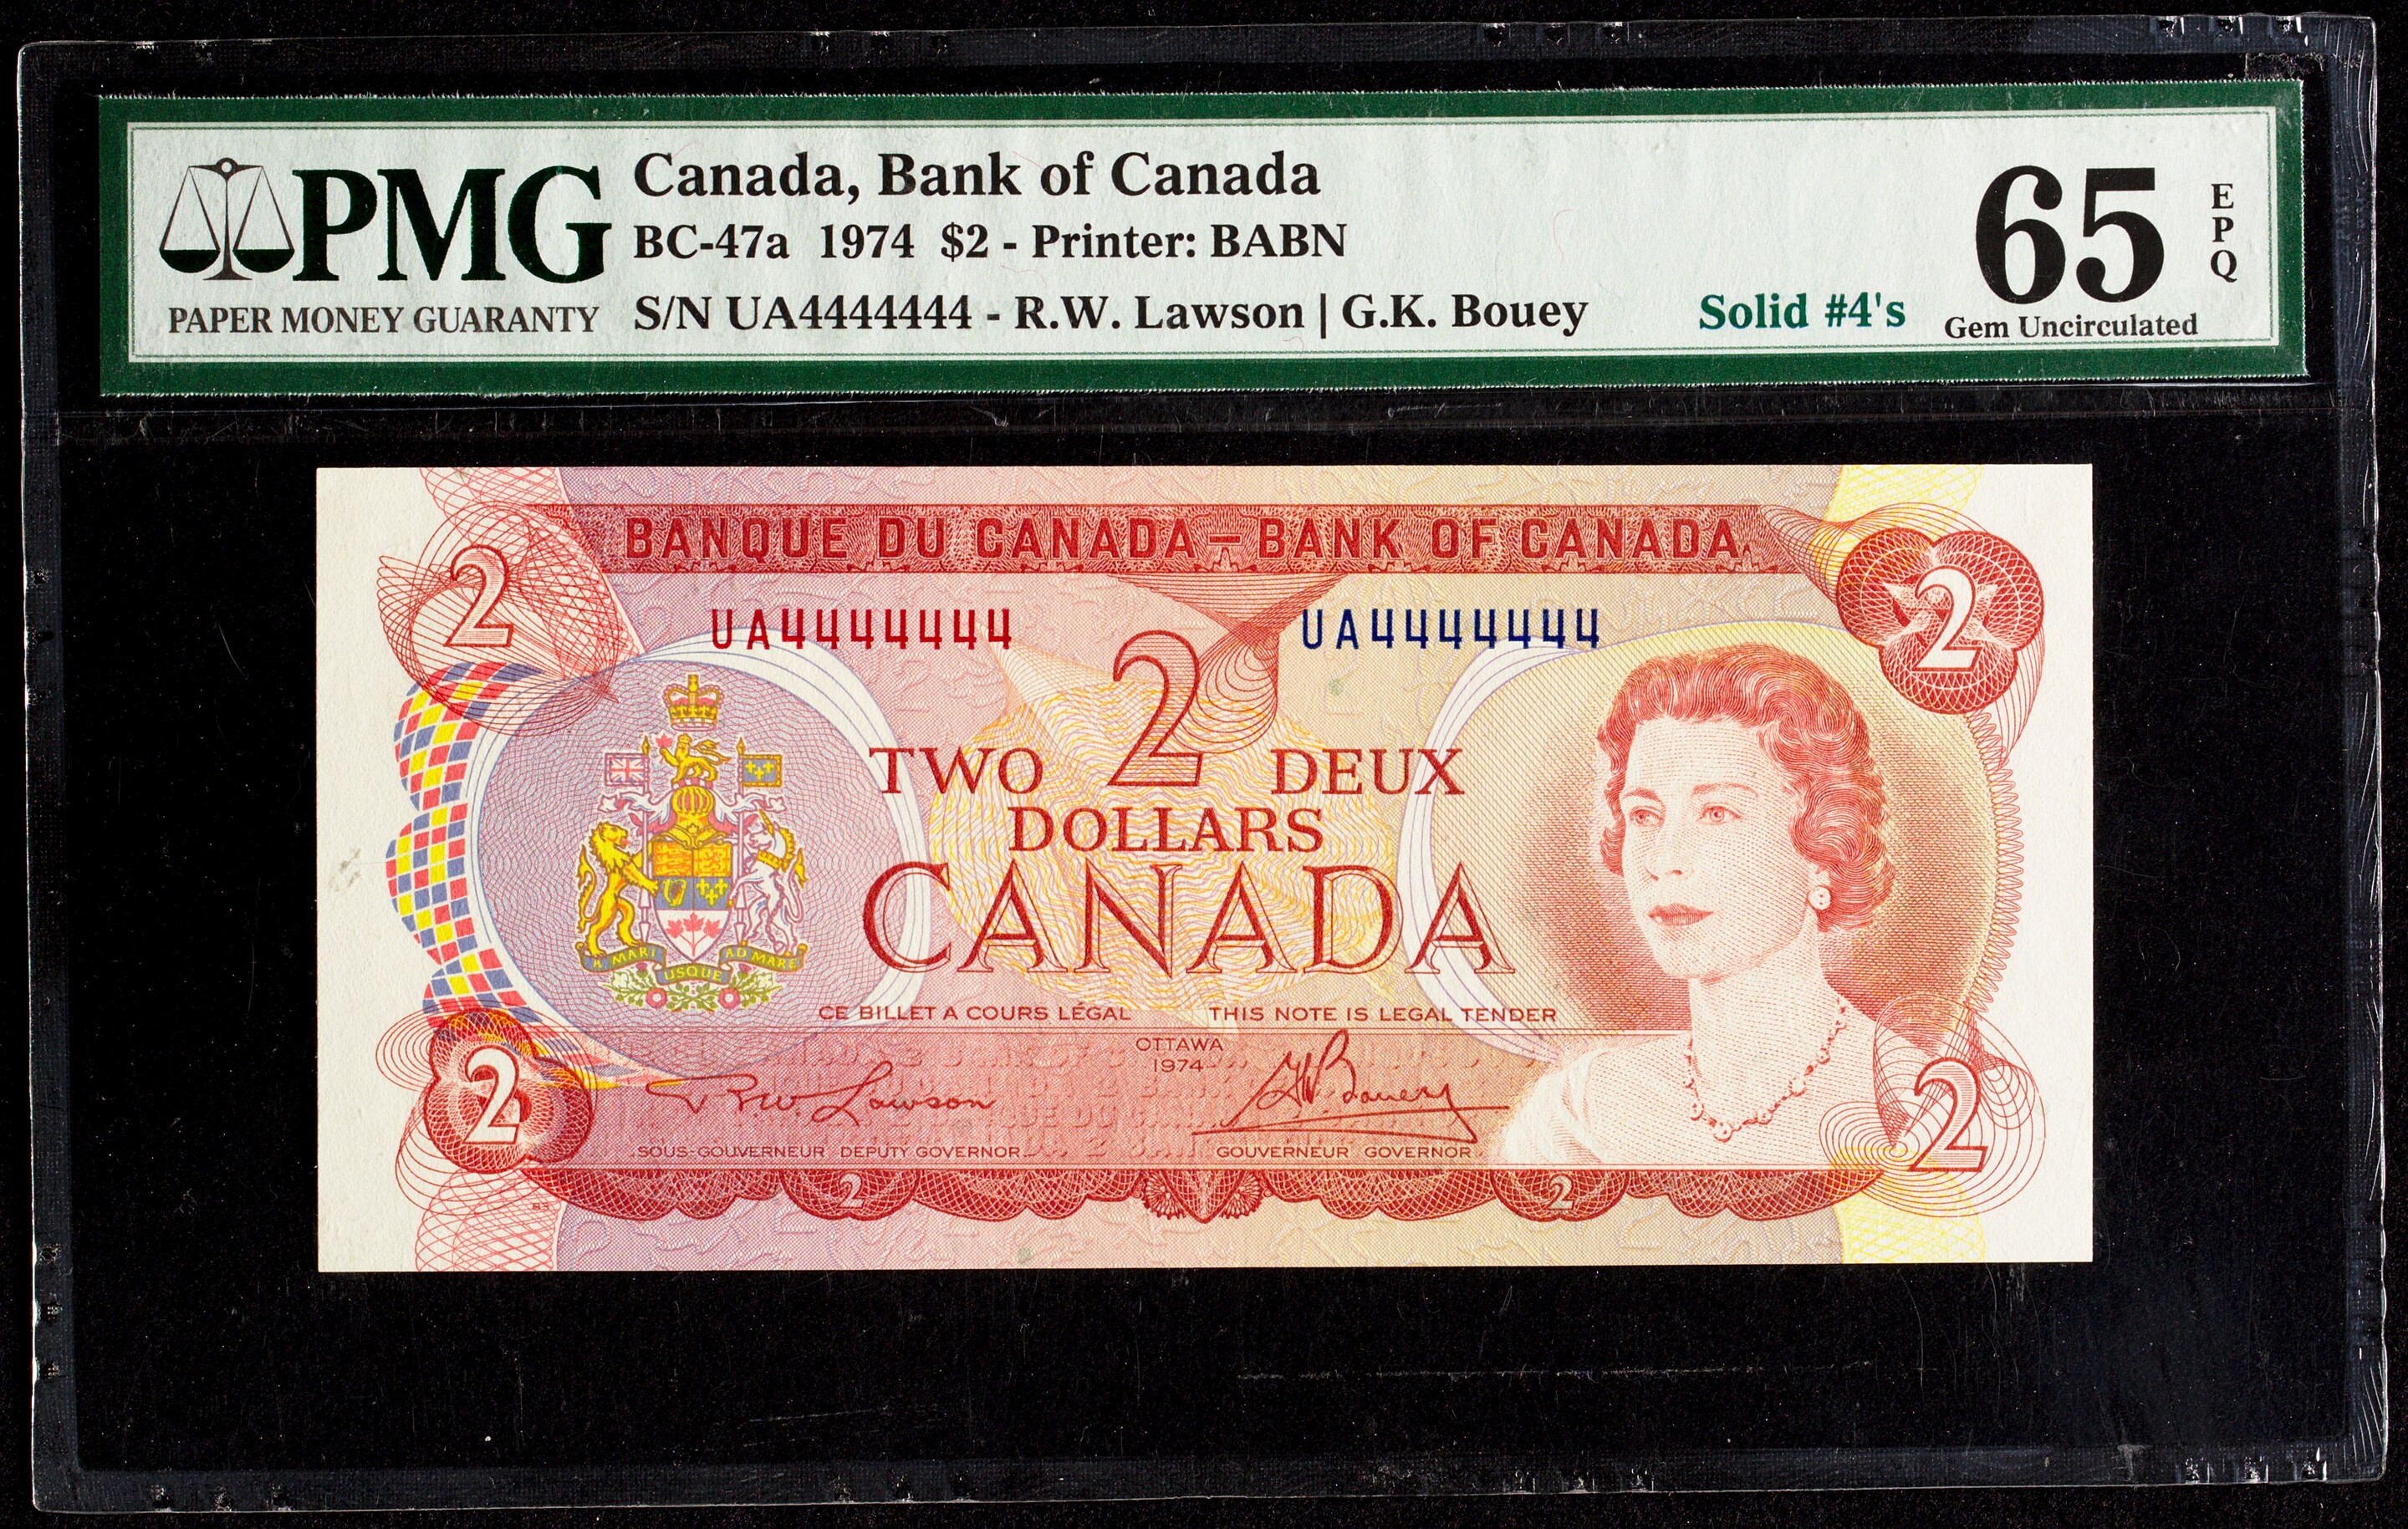 PMG
PAPER MONEY GUARANTY
Canada, Bank of Canada
BC-47a 1974 $2 - Printer: BABN
S/N UA4444444 - R.W. Lawson | G.K. Bouey
Solid #4's
65
EPQ
Gem Uncirculated
BANQUE DU CANADA – BANK OF CANADA
2
2
UA4444444
UA4444444
2
TWO DEUX
DOLLARS
CANADA
A MARI USQUE AD MARE
CE BILLET A COURS LÉGAL
THIS NOTE IS LEGAL TENDER
OTTAWA
1974
R.W. Lawson
G.K. Bouey
SOUS-GOUVERNEUR DEPUTY GOVERNOR
GOUVERNEUR GOVERNOR
2
2
2
2